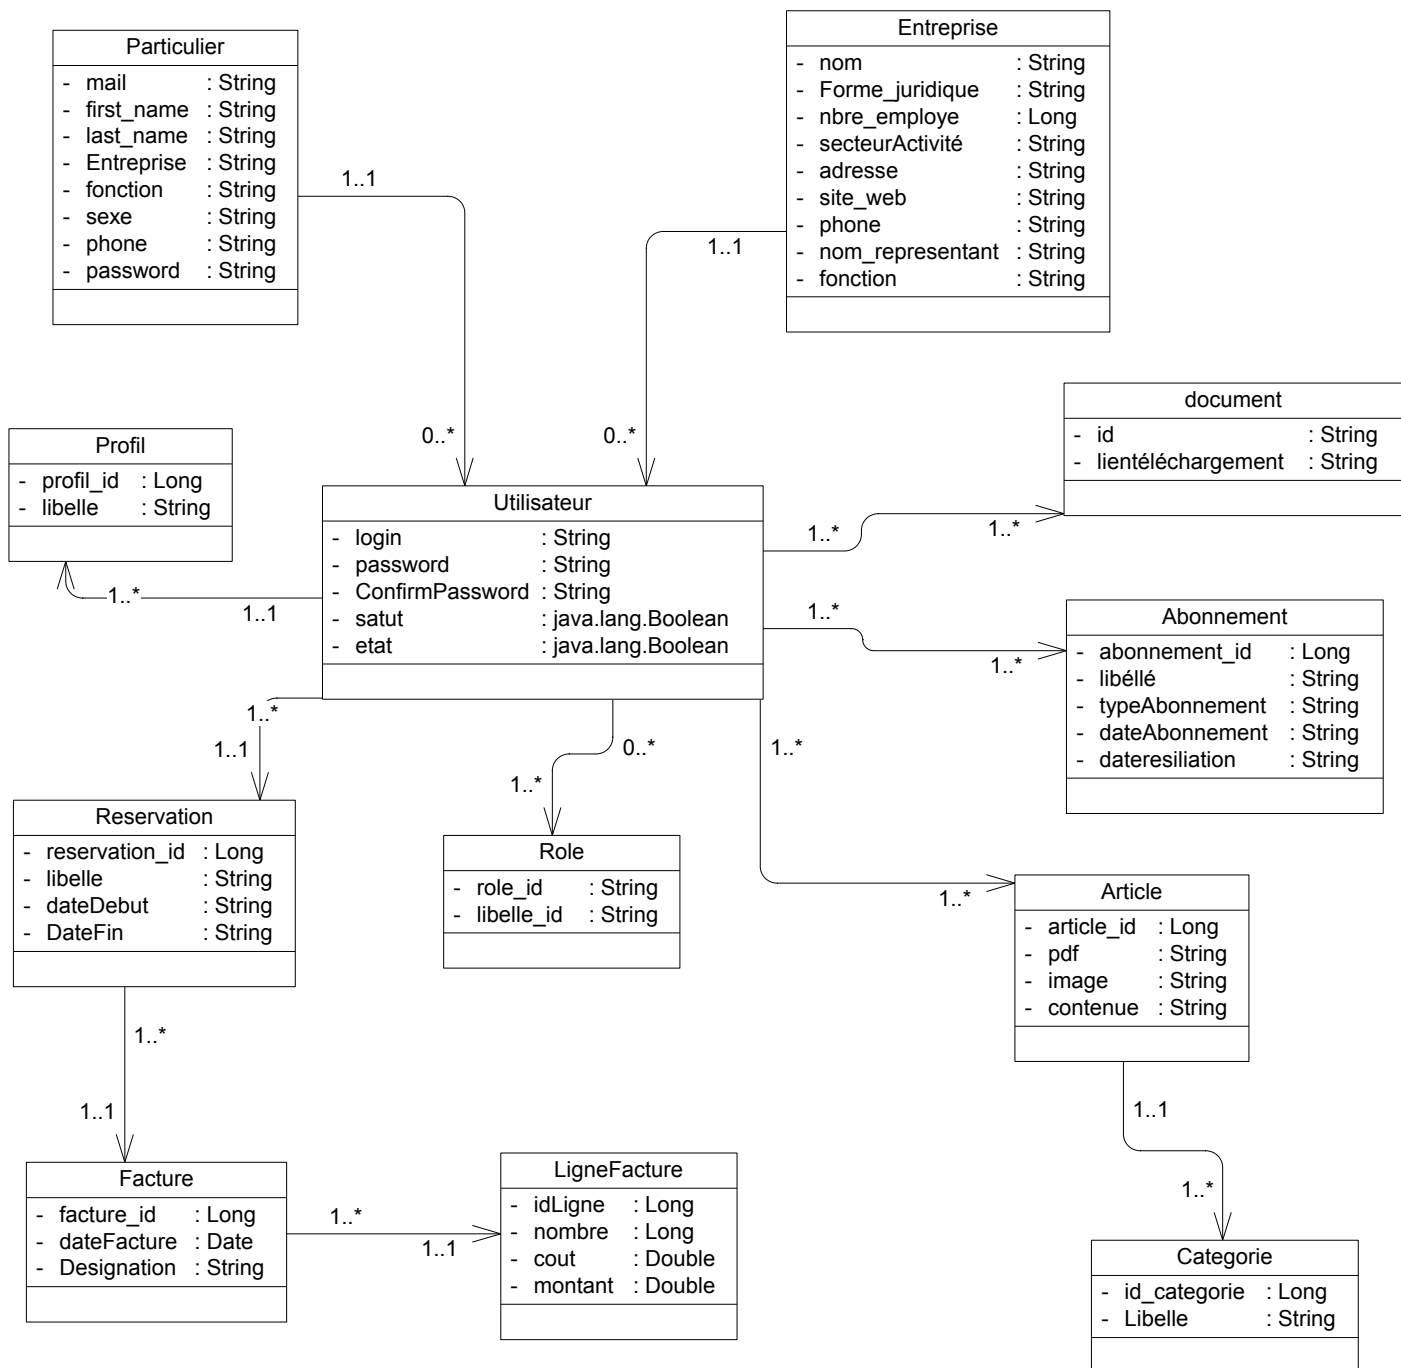 Particulier
- mail : String
- first_name : String
- last_name : String
- Entreprise : String
- fonction : String
- sexe : String
- phone : String
- password : String
Entreprise
- nom : String
- Forme_juridique : String
- nbre_employe : Long
- secteurActivité : String
- adresse : String
- site_web : String
- phone : String
- nom_representant : String
- fonction : String
1..1
1..1
0..*
0..*
document
- id : String
- lientéléchargement : String
Profil
- profil_id : Long
- libelle : String
Utilisateur
- login : String
- password : String
- ConfirmPassword : String
- satut : java.lang.Boolean
- etat : java.lang.Boolean
1..*
1..*
1..*
1..1
1..*
1..*
Abonnement
- abonnement_id : Long
- libéllé : String
- typeAbonnement : String
- dateAbonnement : String
- dateresiliation : String
1..*
1..1
0..*
1..*
1..*
1..*
Reservation
- reservation_id : Long
- libelle : String
- dateDebut : String
- DateFin : String
Role
- role_id : String
- libelle_id : String
Article
- article_id : Long
- pdf : String
- image : String
- contenue : String
1..*
1..1
1..1
1..*
Facture
- facture_id : Long
- dateFacture : Date
- Designation : String
1..*
1..1
LigneFacture
- idLigne : Long
- nombre : Long
- cout : Double
- montant : Double
Categorie
- id_categorie : Long
- Libelle : String